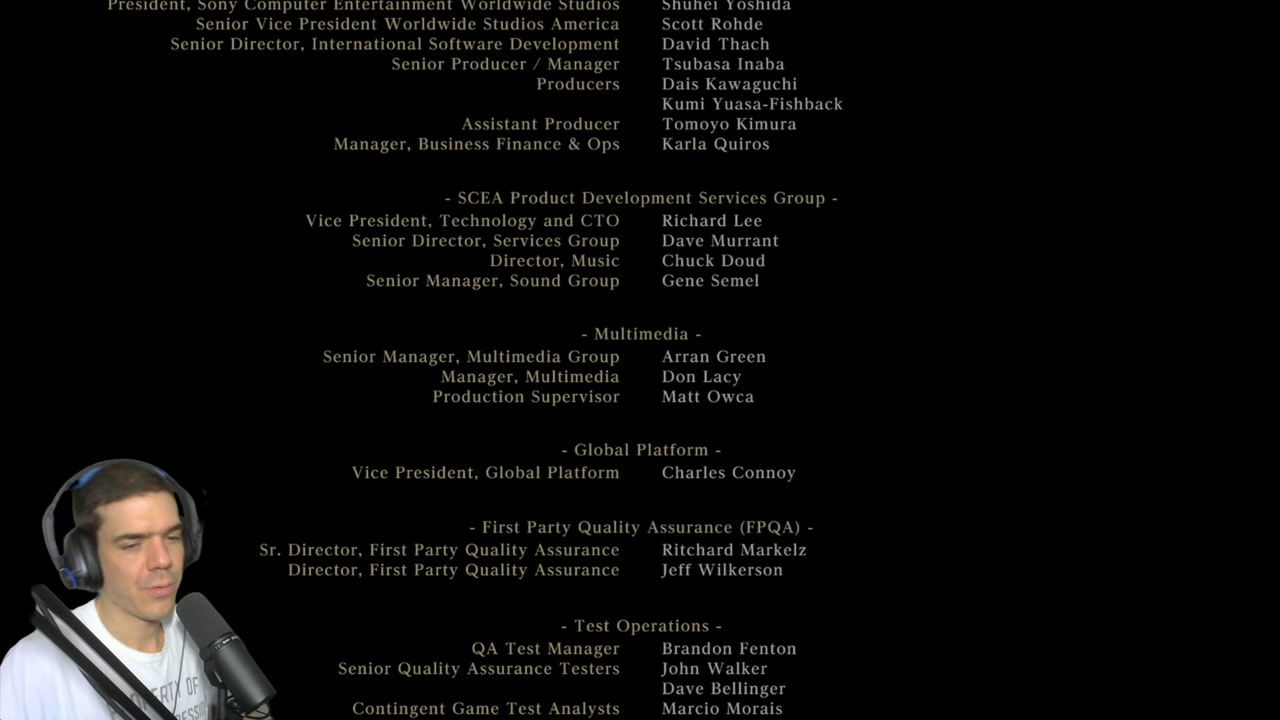 President, Sony Computer Entertainment Worldwide Studios Shuhei Yoshida
Senior Vice President Worldwide Studios America Scott Rohde
Senior Director, International Software Development David Thach
Senior Producer / Manager Tsubasa Inaba
Producers Dais Kawaguchi
Kumi Yuasa-Fishback
Assistant Producer Tomoyo Kimura
Manager, Business Finance & Ops Karla Quiros
- SCEA Product Development Services Group -
Vice President, Technology and CTO Richard Lee
Senior Director, Services Group Dave Murrant
Director, Music Chuck Doud
Senior Manager, Sound Group Gene Semel
- Multimedia -
Senior Manager, Multimedia Group Arran Green
Manager, Multimedia Don Lacy
Production Supervisor Matt Owca
- Global Platform -
Vice President, Global Platform Charles Connoy
- First Party Quality Assurance (FPQA) -
Sr. Director, First Party Quality Assurance Ritchard Markelz
Director, First Party Quality Assurance Jeff Wilkerson
- Test Operations -
QA Test Manager Brandon Fenton
Senior Quality Assurance Testers John Walker
Dave Bellinger
Contingent Game Test Analysts Marcio Morais
PROPERTY OF